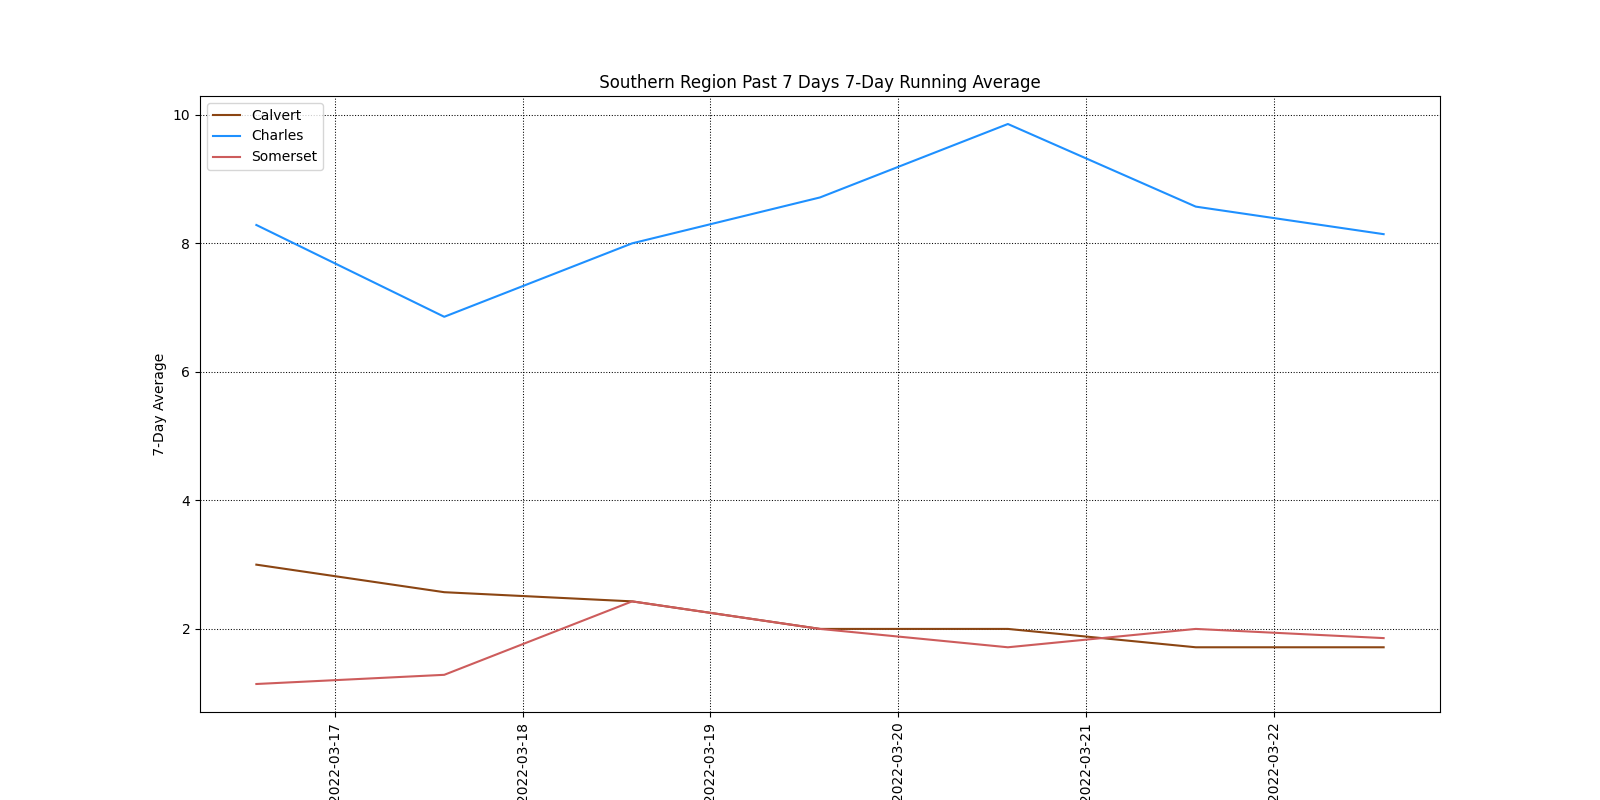 Southern Region Past 7 Days 7-Day Running Average
Calvert
Charles
Somerset
10
8
6
4
2
7-Day Average
2022-03-17
2022-03-18
2022-03-19
2022-03-20
2022-03-21
2022-03-22